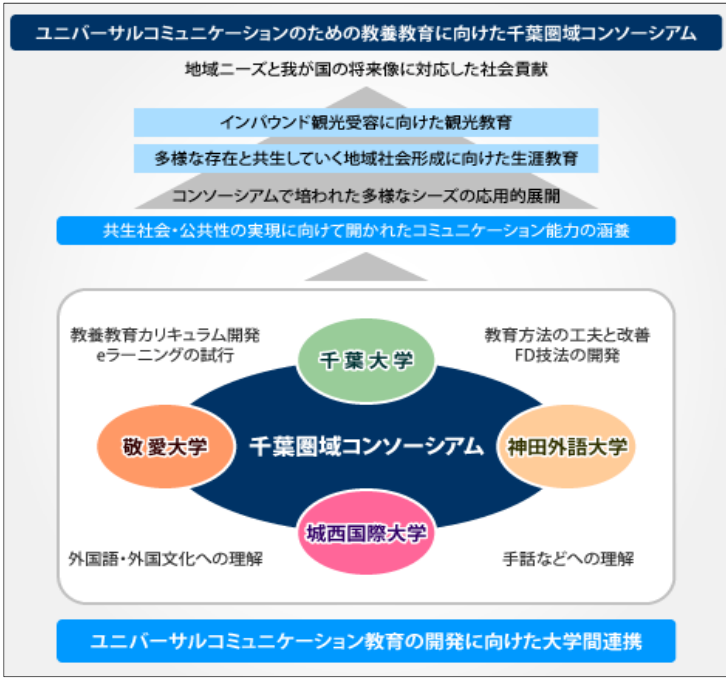 ユニバーサルコミュニケーションのための教養教育に向けた千葉圏域コンソーシアム
地域ニーズと我が国の将来像に対応した社会貢献
インバウンド観光受容に向けた観光教育
多様な存在と共生していく地域社会形成に向けた生涯教育
コンソーシアムで培われた多様なシーズの応用的展開
共生社会・公共性の実現に向けて開かれたコミュニケーション能力の涵養
教養教育カリキュラム開発
eラーニングの試行
千葉大学
教育方法の工夫と改善
FD技法の開発
敬愛大学
千葉圏域コンソーシアム
神田外語大学
城西国際大学
外国語・外国文化への理解
手話などへの理解
ユニバーサルコミュニケーション教育の開発に向けた大学間連携